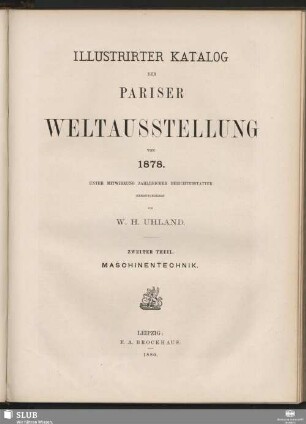 ILLUSTRIRTER KATALOG
DER
PARISER
WELTAUSSTELLUNG
VON
1878.
UNTER MITWIRKUNG ZAHLREICHER BERICHTERSTATTER
HERAUSGEGEBEN
VON
W. H. UHLAND.
ZWEITER THEIL.
MASCHINENTECHNIK.
LEIPZIG:
F. A. BROCKHAUS.
1880.
SLUB
Wir führen Wissen.